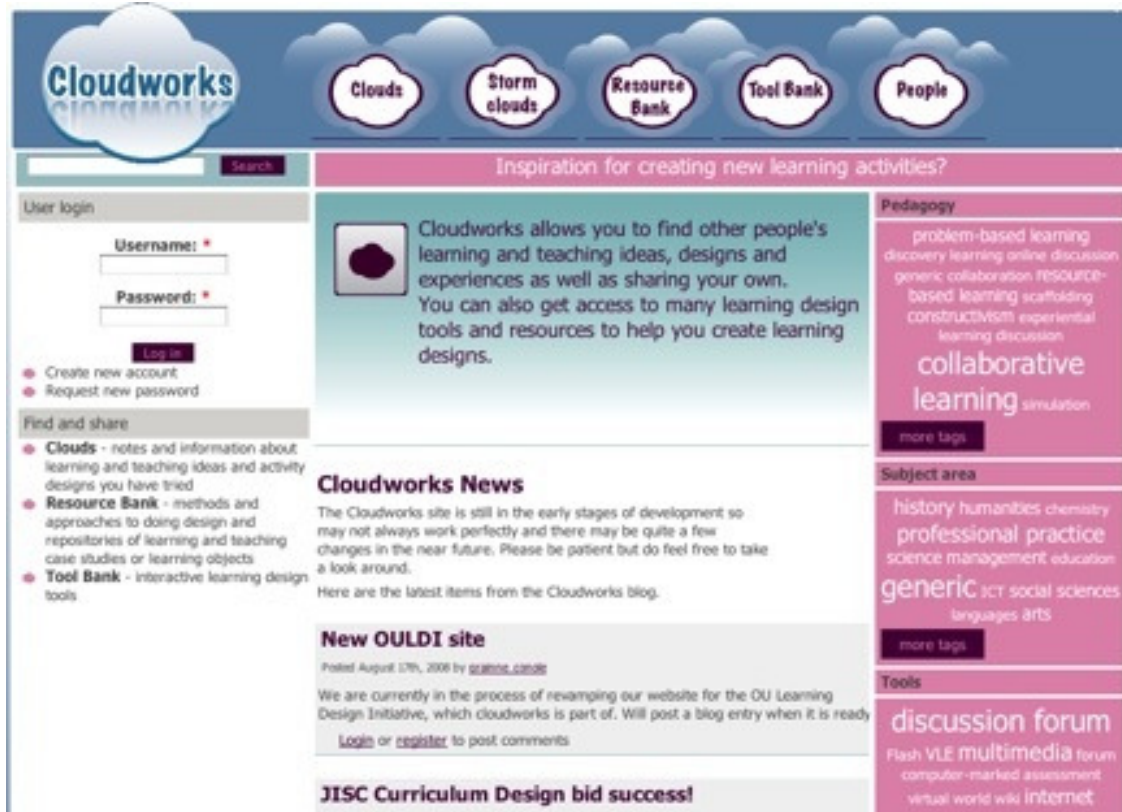 Cloudworks
Clouds
Storm
clouds
Resource
Bank
Tool Bank
People
Search
Inspiration for creating new learning activities?
User login
Username: *
Password: *
Log in
Create new account
Request new password
Find and share
Clouds - notes and information about
learning and teaching ideas and activity
designs you have tried
Resource Bank - methods and
approaches to doing design and
repositories of learning and teaching
case studies or learning objects
Tool Bank - interactive learning design
tools
Cloudworks allows you to find other people's
learning and teaching ideas, designs and
experiences as well as sharing your own.
You can also get access to many learning design
tools and resources to help you create learning
designs.
Cloudworks News
The Cloudworks site is still in the early stages of development so
may not always work perfectly and there may be quite a few
changes in the near future. Please be patient but do feel free to take
a look around.
Here are the latest items from the Cloudworks blog.
New OULDI site
Posted August 17th, 2008 by grainne_conole
We are currently in the process of revamping our website for the OU Learning
Design Initiative, which cloudworks is part of. Will post a blog entry when it is ready
Login or register to post comments
JISC Curriculum Design bid success!
Pedagogy
problem-based learning
discovery learning online discussion
generic collaboration resource-
based learning scaffolding
constructivism experiential
learning discussion
collaborative
learning simulation
more tags
Subject area
history humanities chemistry
professional practice
science management education
generic ICT social sciences
languages arts
more tags
Tools
discussion forum
Flash VLE multimedia forum
computer-marked assessment
virtual world wiki internet